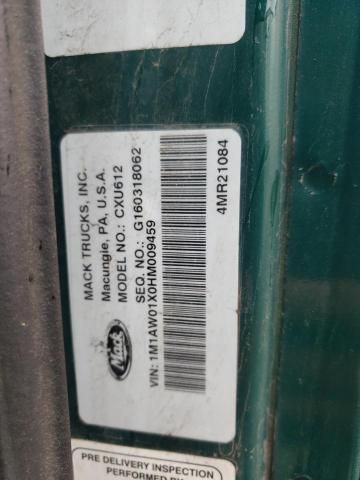 MACK TRUCKS, INC.
Macungie, PA, U.S.A.
MODEL NO.: CXU612
SEQ. NO.: G160318062
VIN: 1M1AW01X0HM009459
Mack
4MR21084
PRE DELIVERY INSPECTION
PERFORMED BY